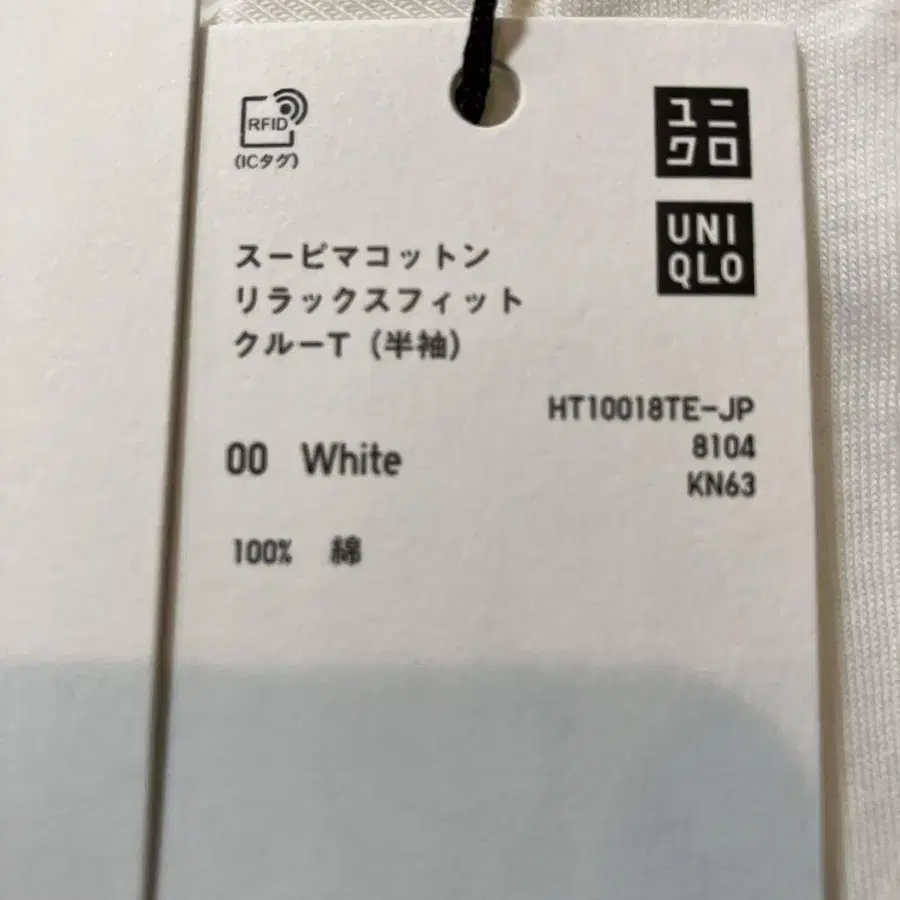 RFID
(ICタグ)
ユニ
クロ
UNI
QLO
スーピマコットン
リラックスフィット
クルーT (半袖)
HT10018TE-JP
8104
KN63
00 White
100% 綿